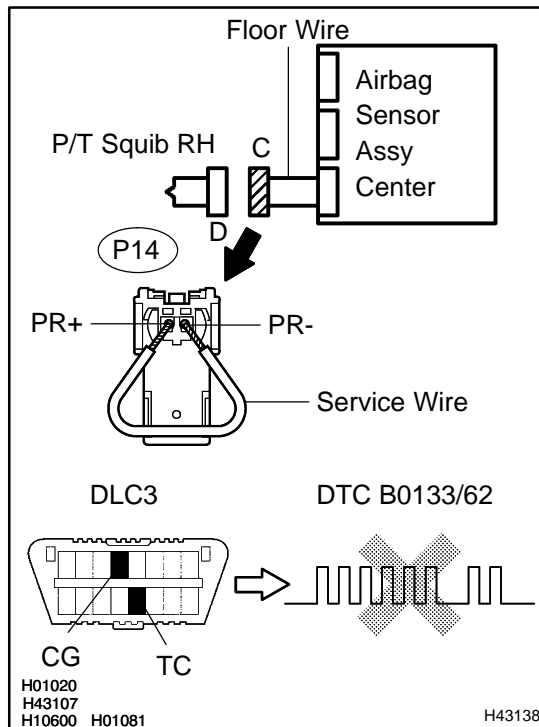 Floor Wire
Airbag
Sensor
Assy
Center
P/T Squib RH
C
D
P14
PR+
PR-
Service Wire
DLC3
DTC B0133/62
CG
TC
H01020
H43107
H10600 H01081
H43138